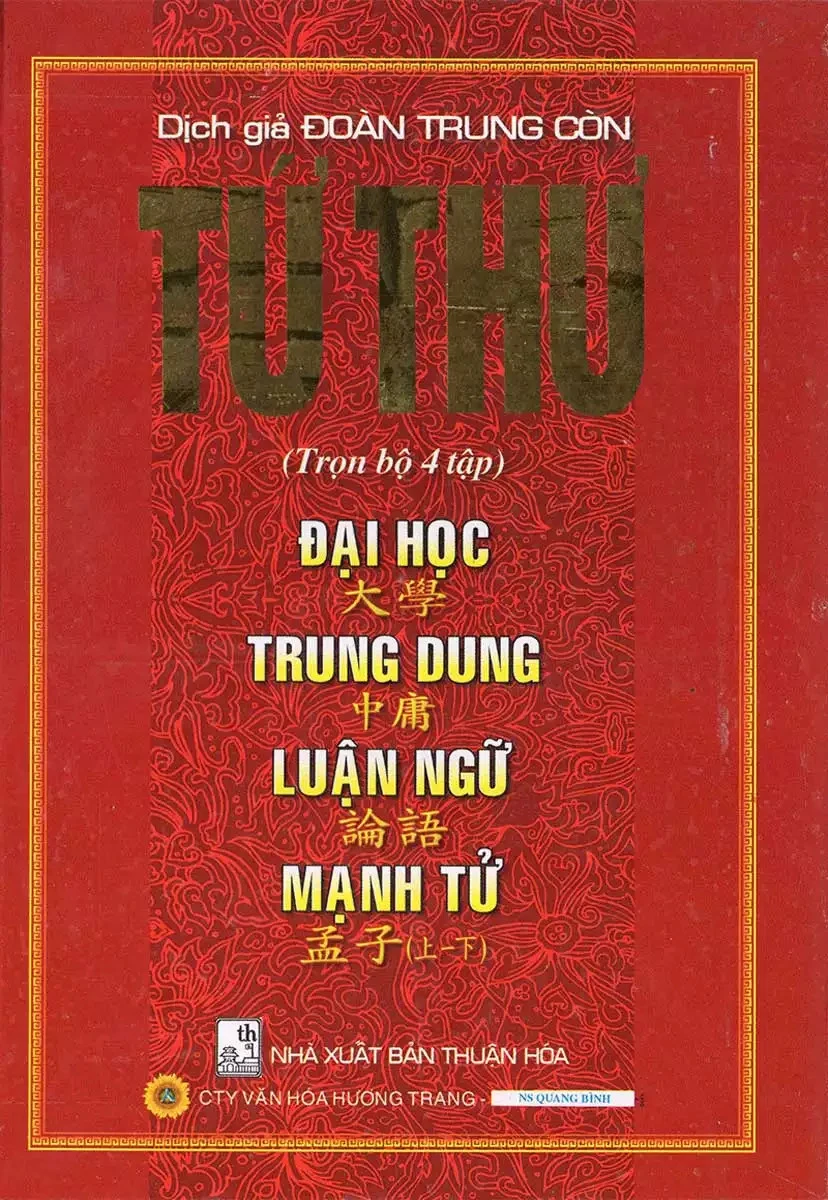 Dịch giả ĐOÀN TRUNG CÒN
TỨ THƯ
(Trọn bộ 4 tập)
ĐẠI HỌC
大學
TRUNG DUNG
中庸
LUẬN NGỮ
論語
MẠNH TỬ
孟子(上–下)
th
NHÀ XUẤT BẢN THUẬN HÓA
CTY VĂN HÓA HƯƠNG TRANG - NS QUANG BÌNH